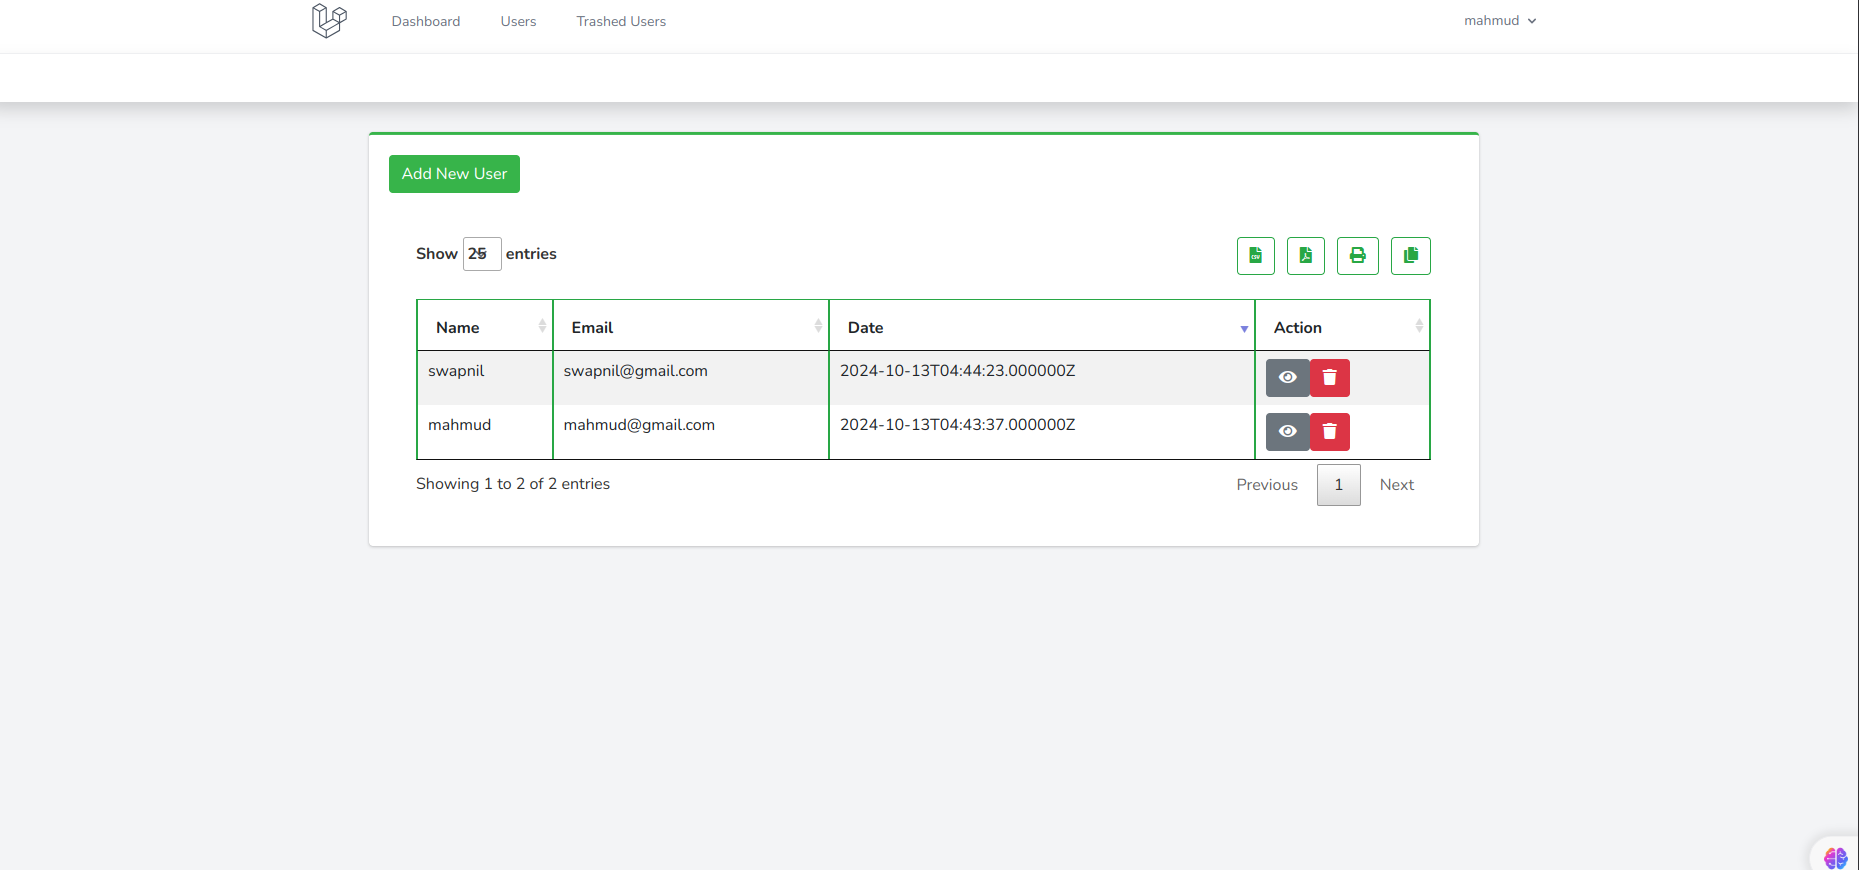 Dashboard Users Trashed Users mahmud
Add New User
Show 25 entries
CSV
Name Email Date Action
swapnil swapnil@gmail.com 2024-10-13T04:44:23.000000Z
mahmud mahmud@gmail.com 2024-10-13T04:43:37.000000Z
Showing 1 to 2 of 2 entries Previous 1 Next